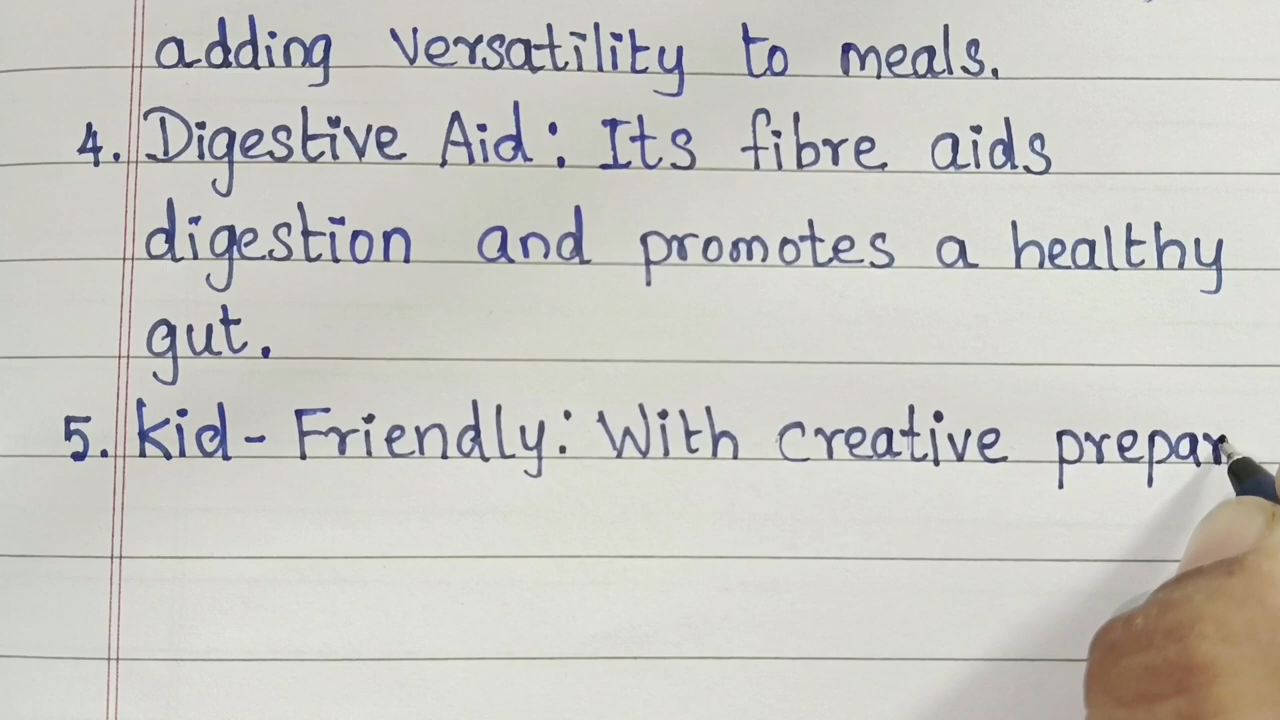 adding versatility to meals.
4. Digestive Aid: Its fibre aids
digestion and promotes a healthy
gut.
5. Kid-Friendly: With creative prepar